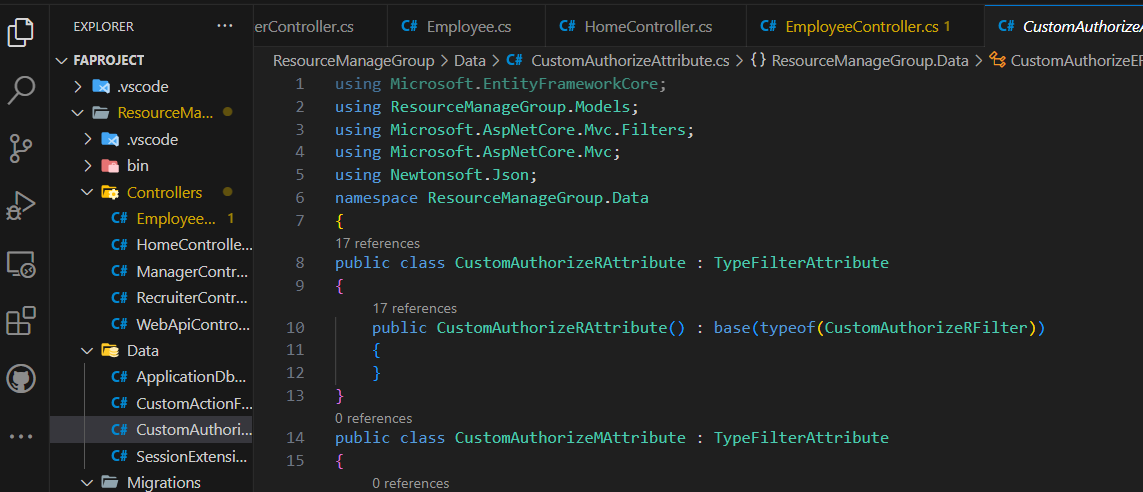 EXPLORER
erController.cs
C# Employee.cs
C# HomeController.cs
C# EmployeeController.cs 1
C# CustomAuthorizeA
FAPROJECT
.vscode
ResourceMa...
.vscode
bin
Controllers
C# Employee... 1
C# HomeControlle...
C# ManagerContr...
C# RecruiterContr...
C# WebApiContro...
Data
C# ApplicationDb...
C# CustomActionF...
C# CustomAuthori...
C# SessionExtensi...
Migrations
ResourceManageGroup > Data > C# CustomAuthorizeAttribute.cs > {} ResourceManageGroup.Data > CustomAuthorizeEF
1 using Microsoft.EntityFrameworkCore;
2 using ResourceManageGroup.Models;
3 using Microsoft.AspNetCore.Mvc.Filters;
4 using Microsoft.AspNetCore.Mvc;
5 using Newtonsoft.Json;
6 namespace ResourceManageGroup.Data
7 {
17 references
8 public class CustomAuthorizeRAttribute : TypeFilterAttribute
9 {
17 references
10 public CustomAuthorizeRAttribute() : base(typeof(CustomAuthorizeRFilter))
11 {
12 }
13 }
0 references
14 public class CustomAuthorizeMAttribute : TypeFilterAttribute
15 {
0 references